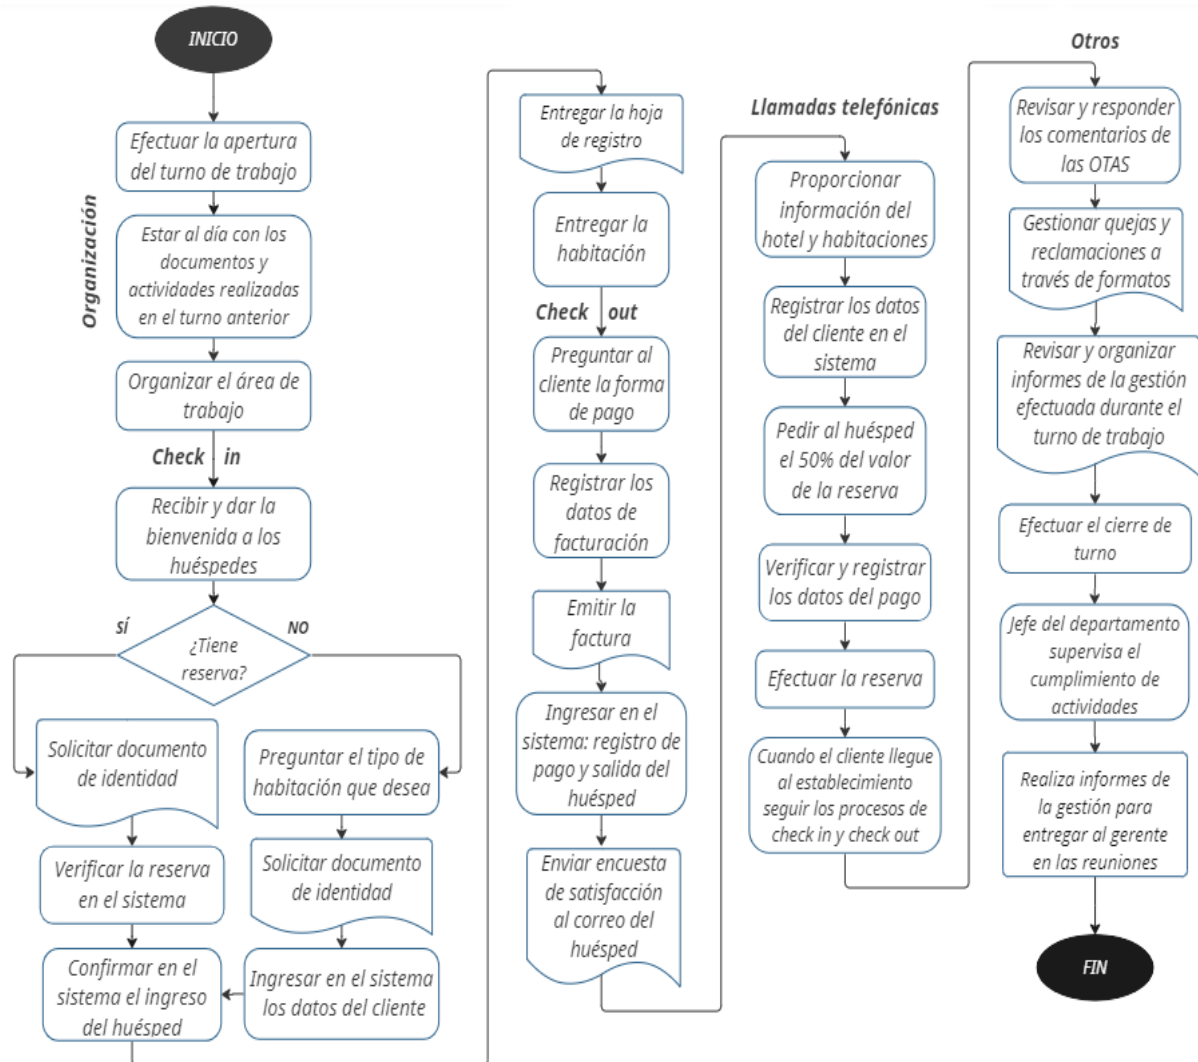 INICIO
Efectuar la apertura
del turno de trabajo
Organización
Estar al día con los
documentos y
actividades realizadas
en el turno anterior
Organizar el área de
trabajo
Check in
Recibir y dar la
bienvenida a los
huéspedes
¿Tiene
reserva?
SÍ
NO
Solicitar documento
de identidad
Verificar la reserva
en el sistema
Confirmar en el
sistema el ingreso
del huésped
Preguntar el tipo de
habitación que desea
Solicitar documento
de identidad
Ingresar en el sistema
los datos del cliente
Entregar la hoja
de registro
Entregar la
habitación
Check out
Preguntar al
cliente la forma
de pago
Registrar los
datos de
facturación
Emitir la
factura
Ingresar en el
sistema: registro de
pago y salida del
huésped
Enviar encuesta
de satisfacción
al correo del
huésped
Llamadas telefónicas
Proporcionar
información del
hotel y habitaciones
Registrar los datos
del cliente en el
sistema
Pedir al huésped
el 50% del valor
de la reserva
Verificar y registrar
los datos del pago
Efectuar la reserva
Cuando el cliente llegue
al establecimiento
seguir los procesos de
check in y check out
Otros
Revisar y responder
los comentarios de
las OTAS
Gestionar quejas y
reclamaciones a
través de formatos
Revisar y organizar
informes de la gestión
efectuada durante el
turno de trabajo
Efectuar el cierre de
turno
Jefe del departamento
supervisa el
cumplimiento de
actividades
Realiza informes de
la gestión para
entregar al gerente
en las reuniones
FIN